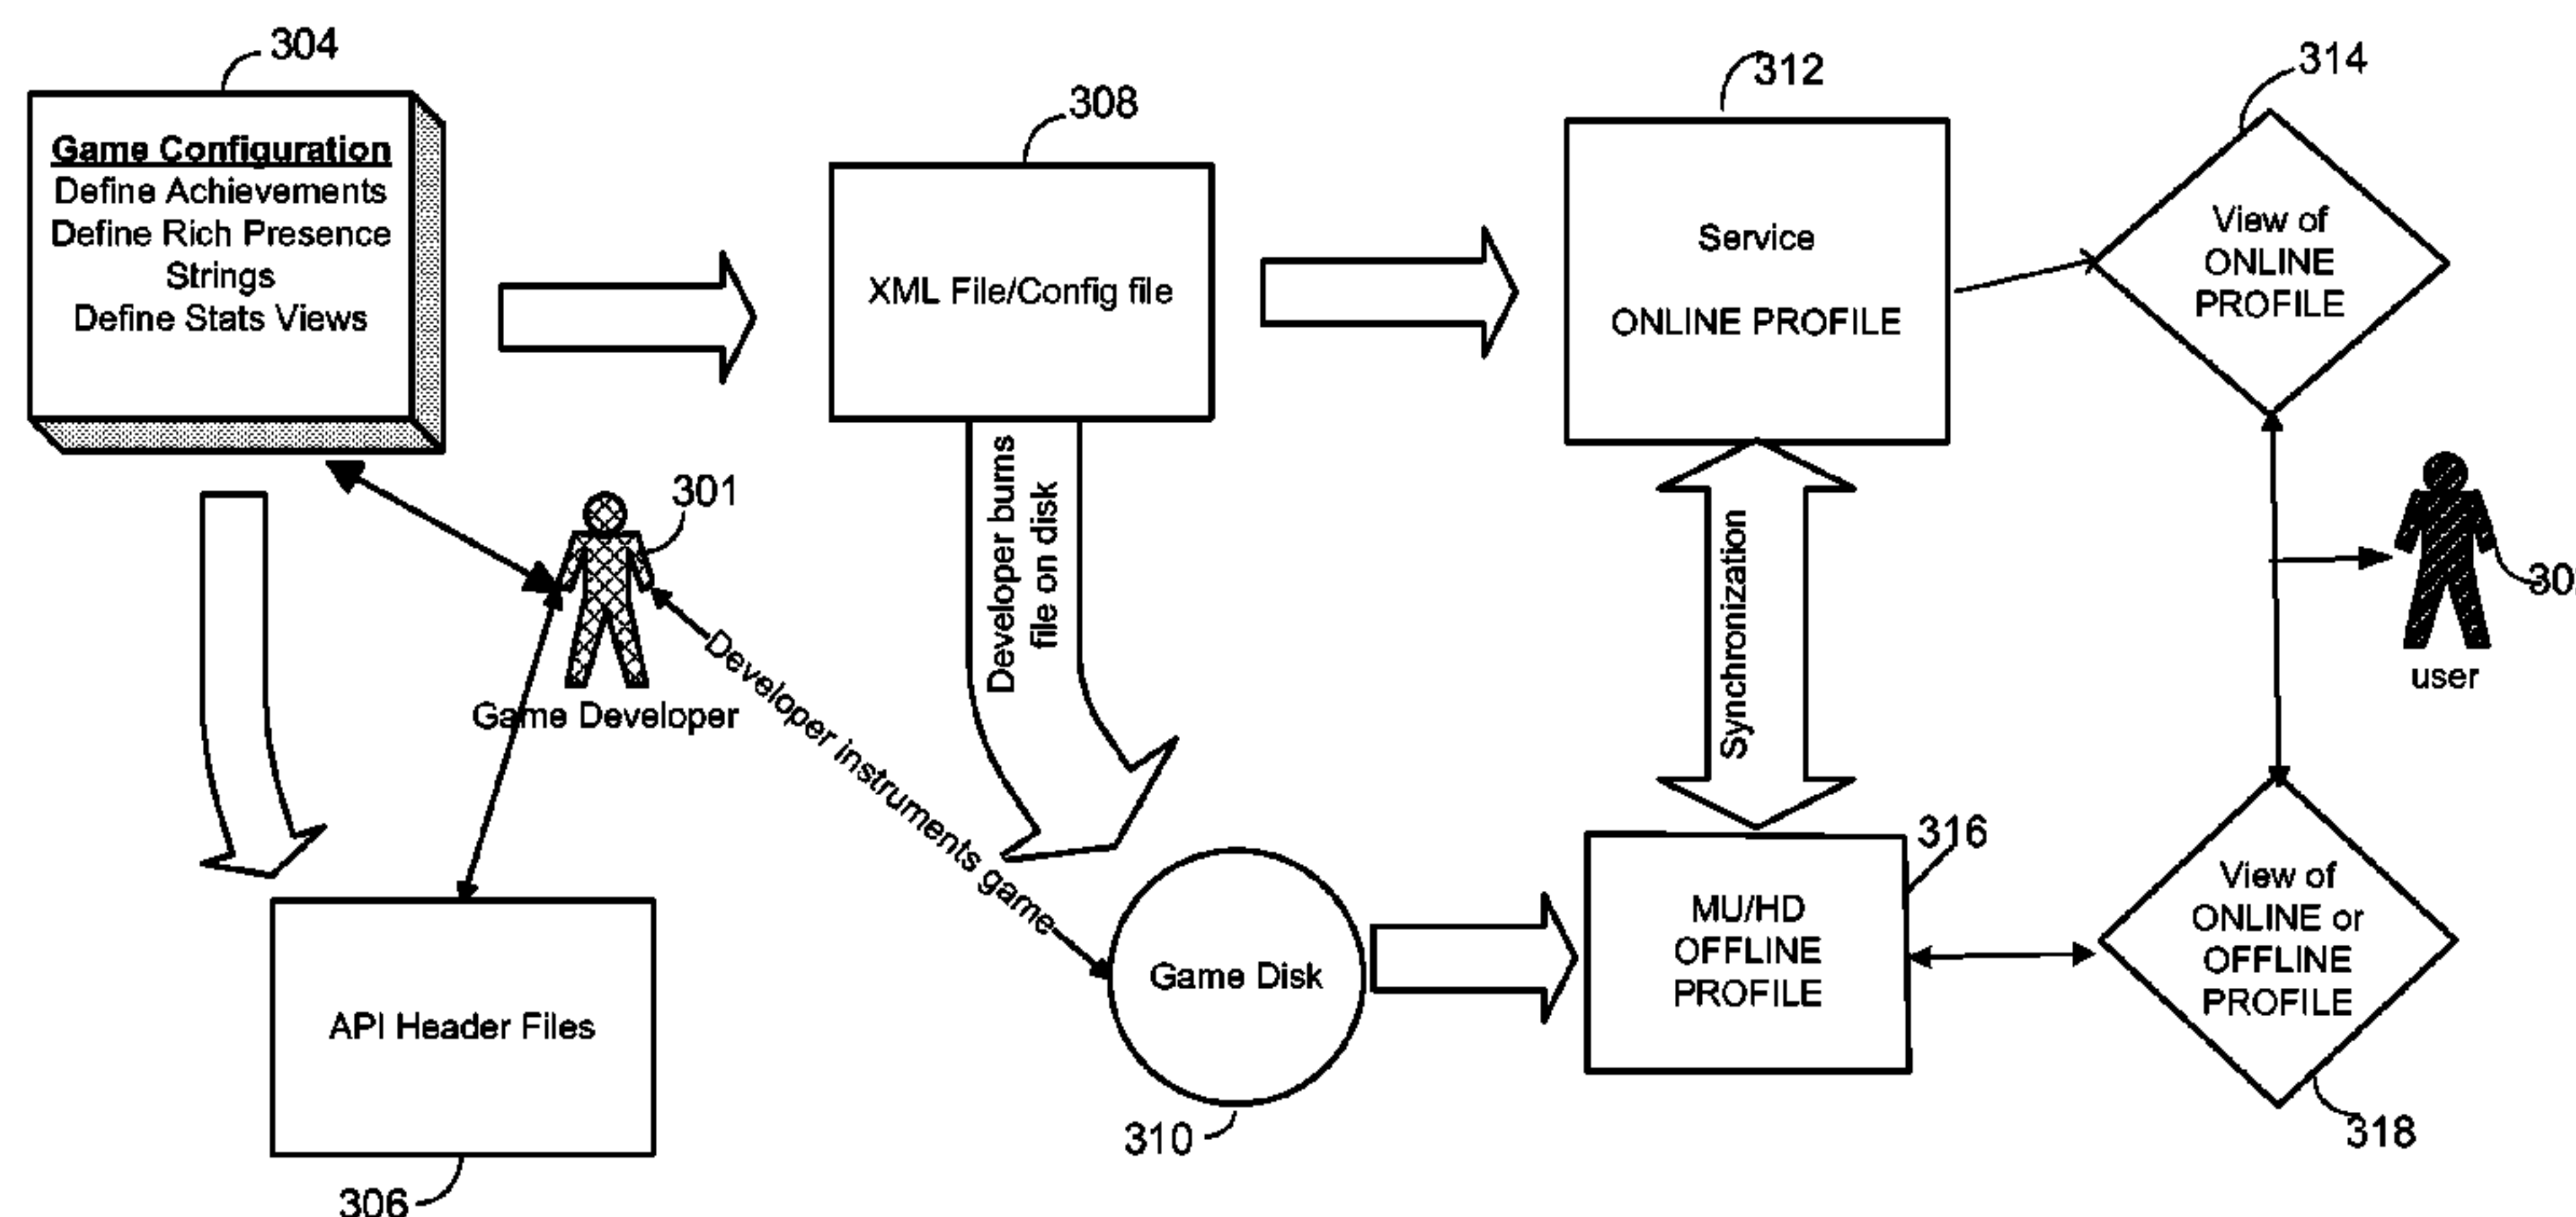 304
Game Configuration
Define Achievements
Define Rich Presence
Strings
Define Stats Views
308
XML File/Config file
312
Service
ONLINE PROFILE
314
View of
ONLINE
PROFILE
301
Game Developer
Developer burns
file on disk
Developer instruments game
Synchronization
30
user
API Header Files
306
Game Disk
310
316
MU/HD
OFFLINE
PROFILE
View of
ONLINE or
OFFLINE
PROFILE
318